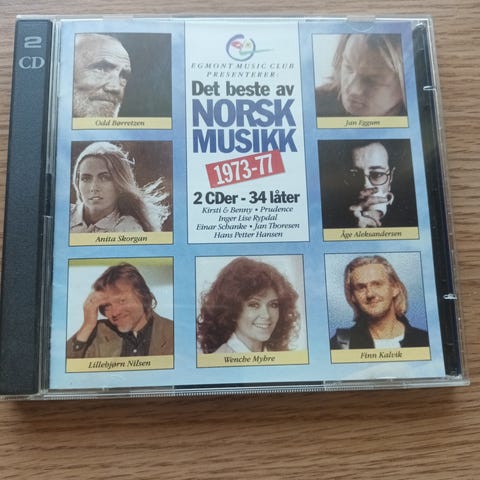 2
CD
EGMONT MUSIC CLUB
PRESENTERER:
Det beste av
NORSK
MUSIKK
1973-77
2 CDer - 34 låter
Kirsti & Benny • Prudence
Inger Lise Rypdal
Einar Schanke • Jan Thoresen
Hans Petter Hansen
Odd Børretzen
Jan Eggum
Anita Skorgan
Åge Aleksandersen
Lillebjørn Nilsen
Wenche Myhre
Finn Kalvik